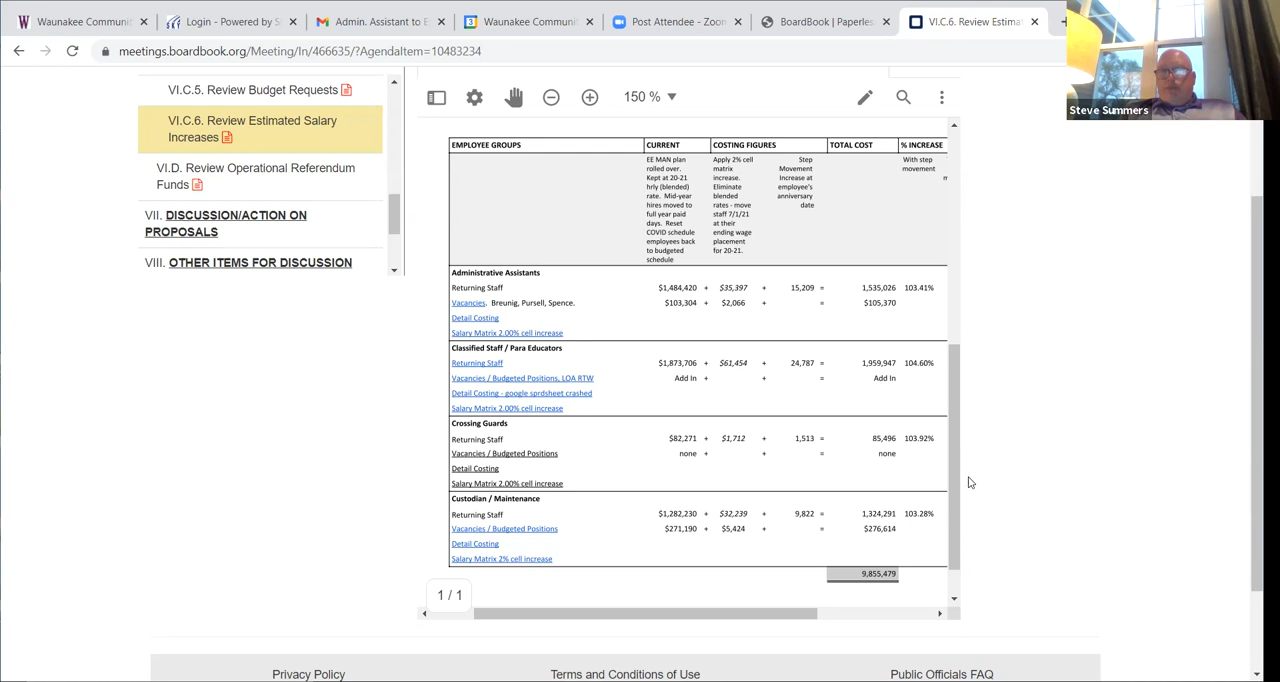 Waunakee Communi
Login - Powered by S
Admin. Assistant to E
Waunakee Communi
Post Attendee - Zoon
BoardBook | Paperles
VI.C.6. Review Estima
meetings.boardbook.org/Meeting/In/466635/?AgendaItem=10483234
Steve Summers
VI.C.5. Review Budget Requests
VI.C.6. Review Estimated Salary
Increases
VI.D. Review Operational Referendum
Funds
VII. DISCUSSION/ACTION ON
PROPOSALS
VIII. OTHER ITEMS FOR DISCUSSION
150 %
EMPLOYEE GROUPS CURRENT COSTING FIGURES TOTAL COST % INCREASE
EE MAN plan Apply 2% cell Step With step
rolled over. matrix Movement movement
Kept at 20-21 increase. Increase at m
hrly (blended) Eliminate employee's
rate. Mid-year blended anniversary
hires moved to rates - move date
full year paid staff 7/1/21
days. Reset at their
COVID schedule ending wage
employees back placement
to budgeted for 20-21.
schedule
Administrative Assistants
Returning Staff $1,484,420 + $35,397 + 15,209 = 1,535,026 103.41%
Vacancies. Breunig, Pursell, Spence. $103,304 + $2,066 + = $105,370
Detail Costing
Salary Matrix 2.00% cell increase
Classified Staff / Para Educators
Returning Staff $1,873,706 + $61,454 + 24,787 = 1,959,947 104.60%
Vacancies / Budgeted Positions, LOA RTW Add In + + = Add In
Detail Costing - google sprdsheet crashed
Salary Matrix 2.00% cell increase
Crossing Guards
Returning Staff $82,271 + $1,712 + 1,513 = 85,496 103.92%
Vacancies / Budgeted Positions none + + = none
Detail Costing
Salary Matrix 2.00% cell increase
Custodian / Maintenance
Returning Staff $1,282,230 + $32,239 + 9,822 = 1,324,291 103.28%
Vacancies / Budgeted Positions $271,190 + $5,424 + = $276,614
Detail Costing
Salary Matrix 2% cell increase
9,855,479
1 / 1
Privacy Policy
Terms and Conditions of Use
Public Officials FAQ